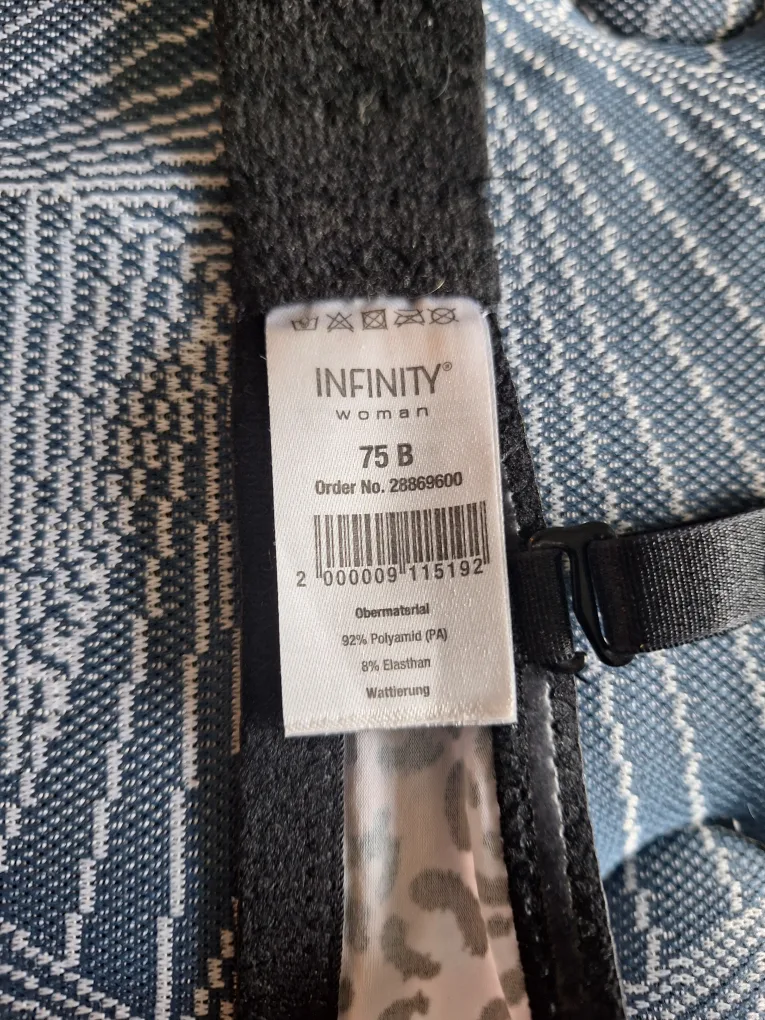 INFINITY®
woman
75 B
Order No. 28869600
2 000009 115192
Obermaterial
92% Polyamid (PA)
8% Elasthan
Wattierung